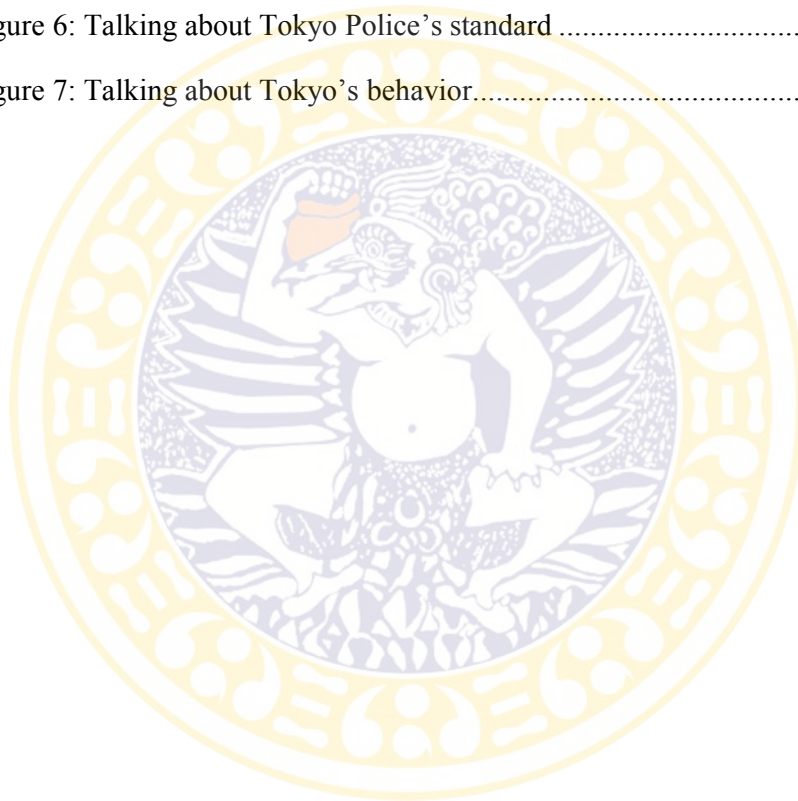 gure 6: Talking about Tokyo Police’s standard ...............................
gure 7: Talking about Tokyo’s behavior..........................................